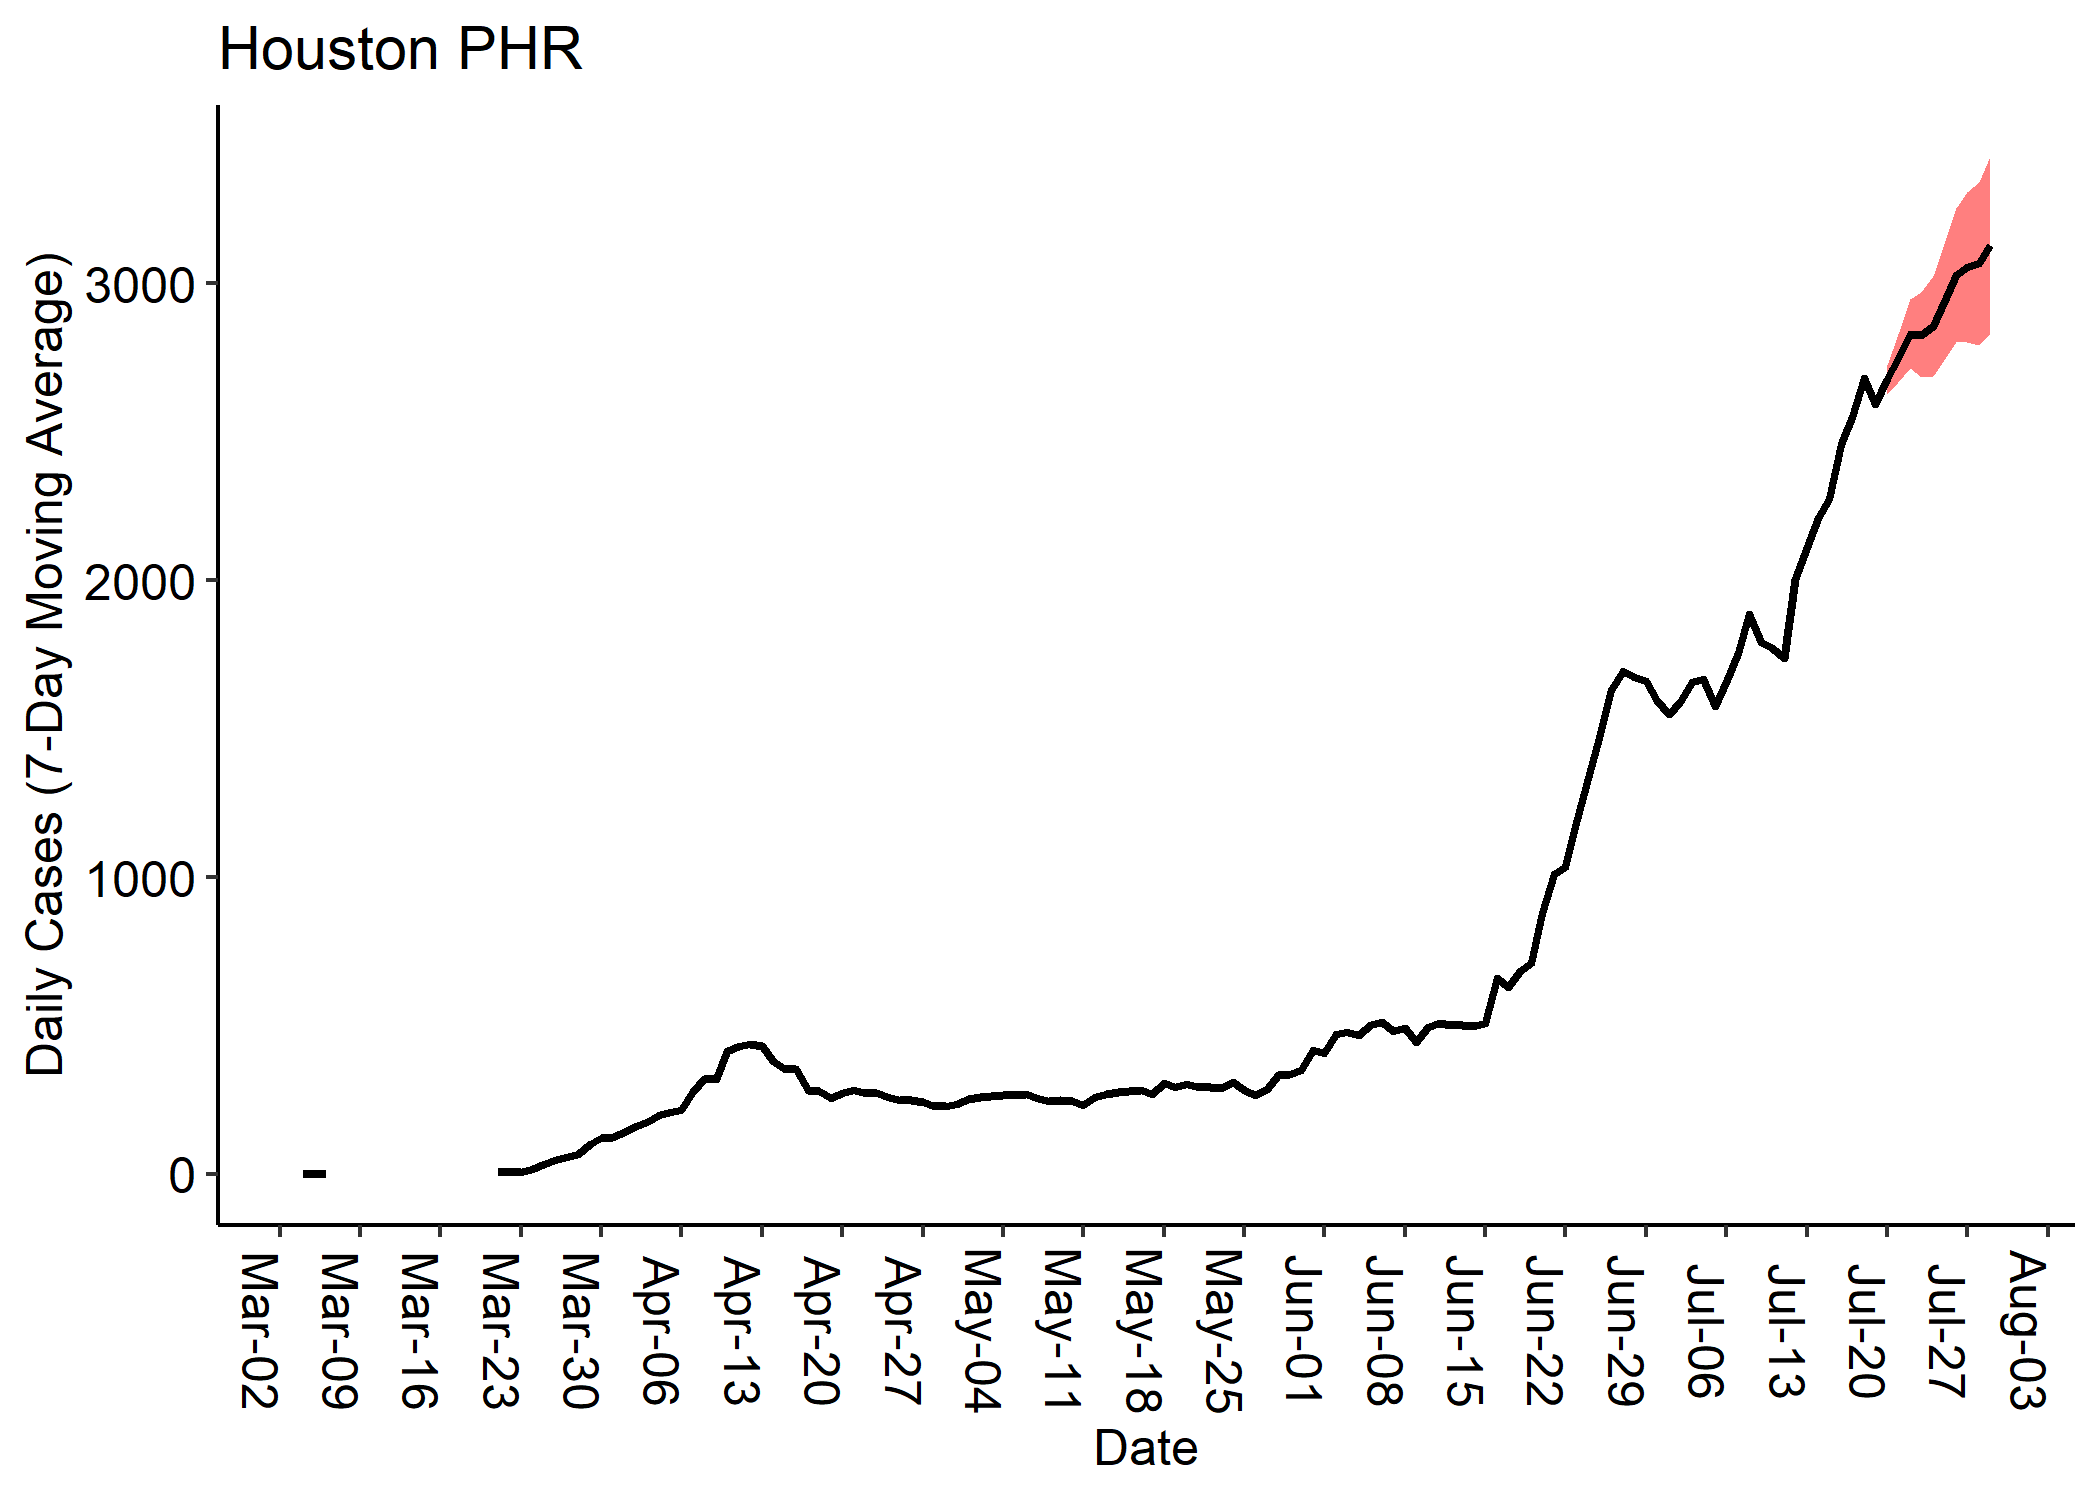 Houston PHR
Daily Cases (7-Day Moving Average)
3000
2000
1000
0
Mar-02
Mar-09
Mar-16
Mar-23
Mar-30
Apr-06
Apr-13
Apr-20
Apr-27
May-04
May-11
May-18
May-25
Jun-01
Jun-08
Jun-15
Jun-22
Jun-29
Jul-06
Jul-13
Jul-20
Jul-27
Aug-03
Date